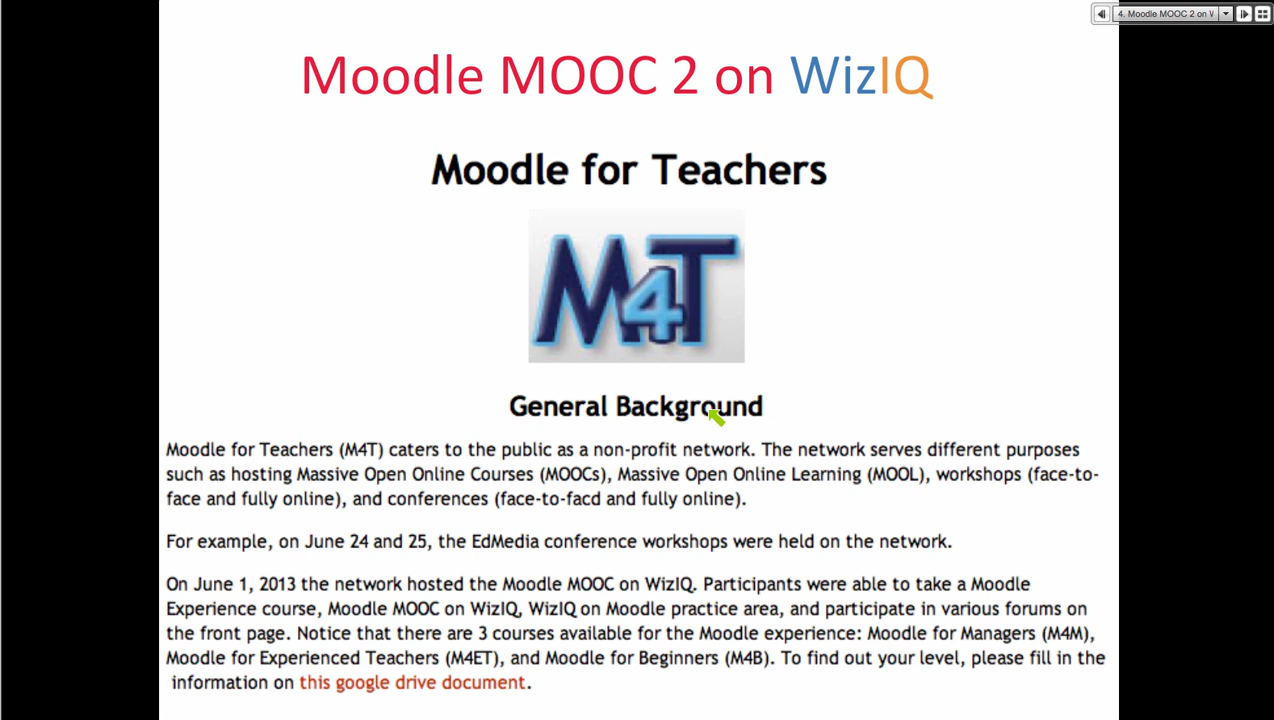 4. Moodle MOOC 2 on V
Moodle MOOC 2 on WizIQ
Moodle for Teachers
M4T
General Background
Moodle for Teachers (M4T) caters to the public as a non-profit network. The network serves different purposes
such as hosting Massive Open Online Courses (MOOCs), Massive Open Online Learning (MOOL), workshops (face-to-
face and fully online), and conferences (face-to-facd and fully online).
For example, on June 24 and 25, the EdMedia conference workshops were held on the network.
On June 1, 2013 the network hosted the Moodle MOOC on WizIQ. Participants were able to take a Moodle
Experience course, Moodle MOOC on WizIQ, WizIQ on Moodle practice area, and participate in various forums on
the front page. Notice that there are 3 courses available for the Moodle experience: Moodle for Managers (M4M),
Moodle for Experienced Teachers (M4ET), and Moodle for Beginners (M4B). To find out your level, please fill in the
information on this google drive document.